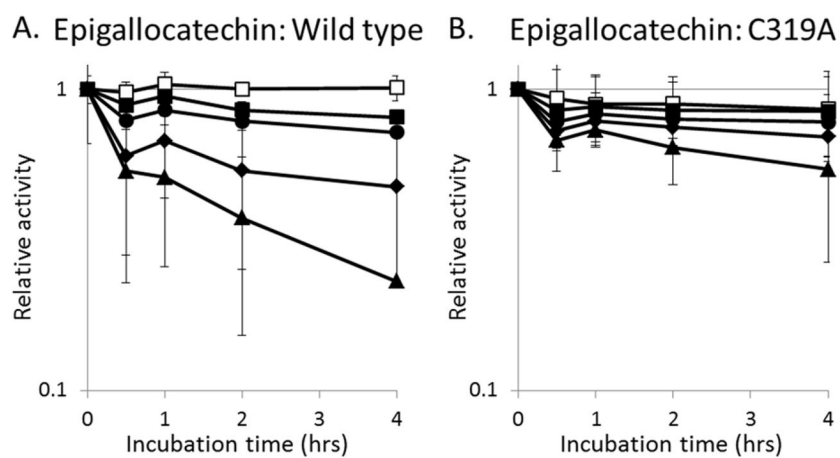 A. Epigallocatechin: Wild type
B. Epigallocatechin: C319A
Relative activity
1
0.1
0 1 2 3 4
Incubation time (hrs)
Relative activity
1
0.1
0 1 2 3 4
Incubation time (hrs)